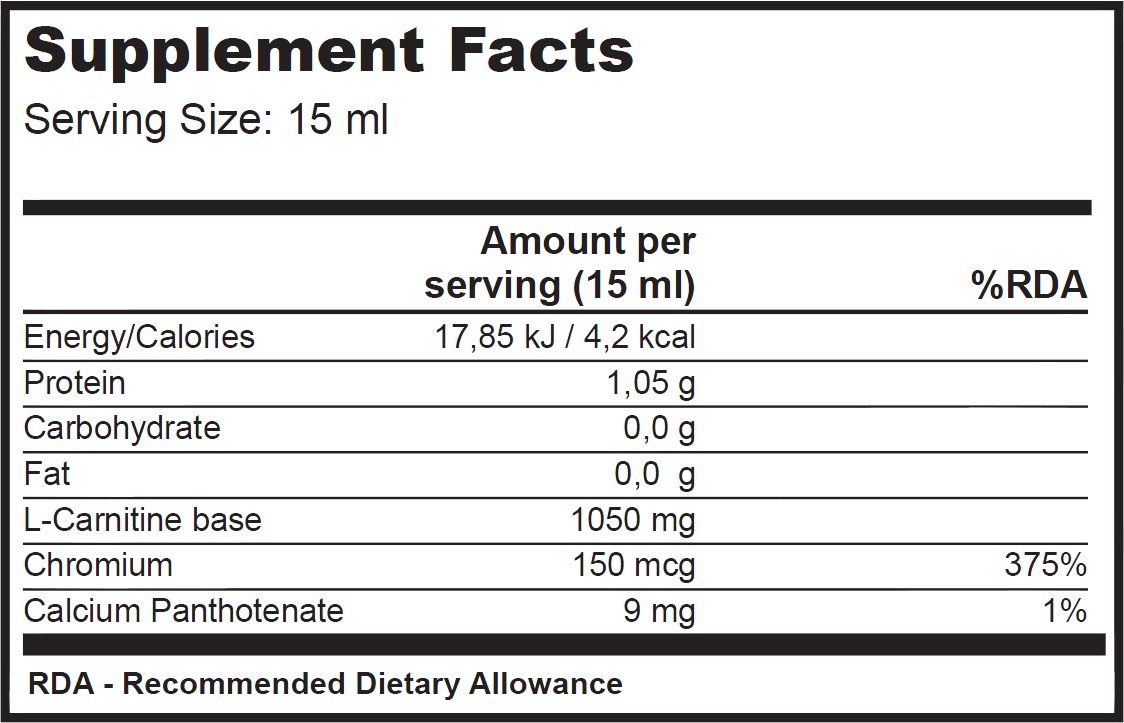 Supplement Facts
Serving Size: 15 ml
Amount per
serving (15 ml) %RDA
Energy/Calories 17,85 kJ / 4,2 kcal
Protein 1,05 g
Carbohydrate 0,0 g
Fat 0,0 g
L-Carnitine base 1050 mg
Chromium 150 mcg 375%
Calcium Panthotenate 9 mg 1%
RDA - Recommended Dietary Allowance